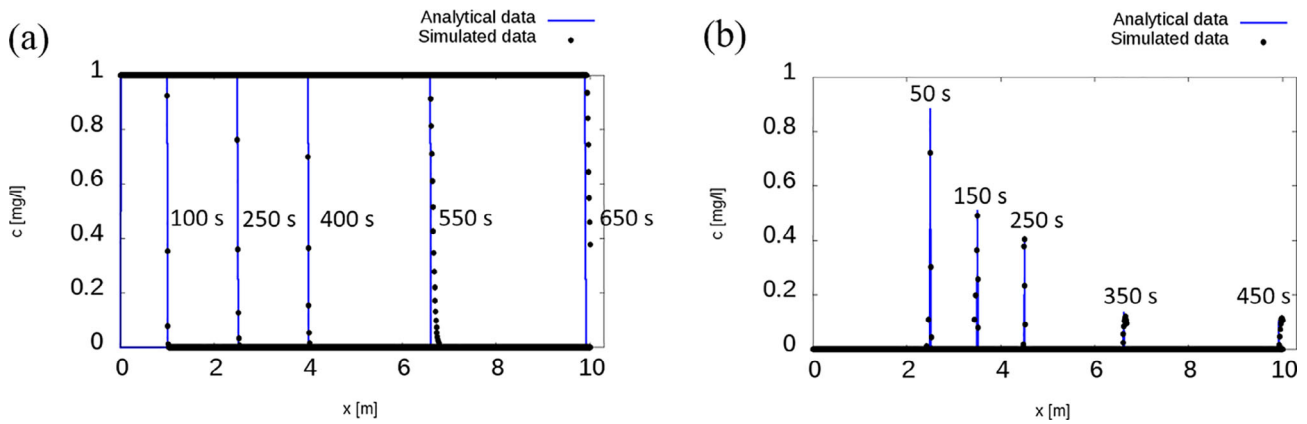 (a)
Analytical data
Simulated data
1
0.8
0.6
0.4
0.2
0
c [mg/l]
100 s
250 s
400 s
550 s
650 s
0 2 4 6 8 10
x [m]
(b)
Analytical data
Simulated data
1
0.8
0.6
0.4
0.2
0
c [mg/l]
50 s
150 s
250 s
350 s
450 s
0 2 4 6 8 10
x [m]